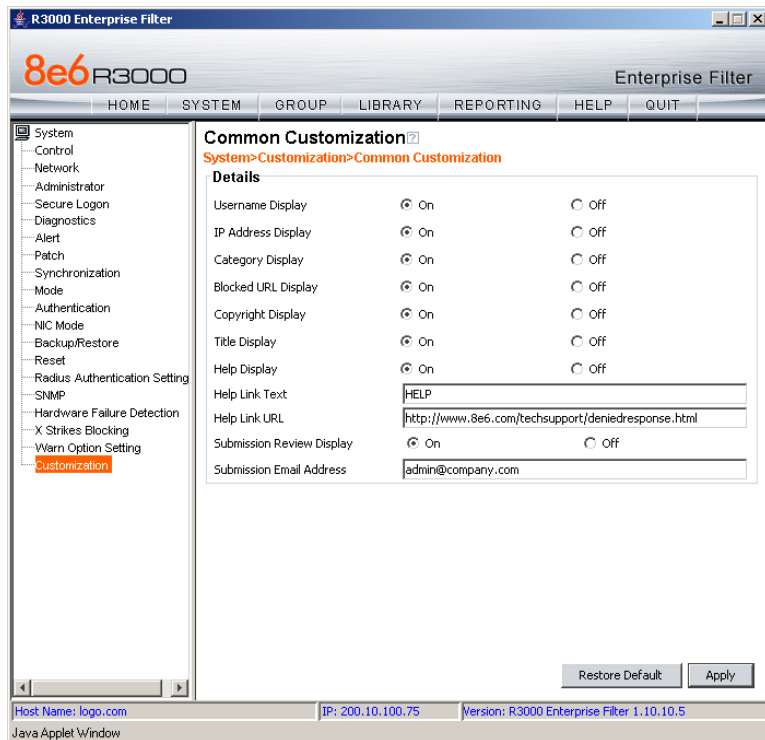 R3000 Enterprise Filter
8e6 R3000
Enterprise Filter
HOME SYSTEM GROUP LIBRARY REPORTING HELP QUIT
System
Control
Network
Administrator
Secure Logon
Diagnostics
Alert
Patch
Synchronization
Mode
Authentication
NIC Mode
Backup/Restore
Reset
Radius Authentication Setting
SNMP
Hardware Failure Detection
X Strikes Blocking
Warn Option Setting
Customization
Common Customization ?
System>Customization>Common Customization
Details
Username Display On Off
IP Address Display On Off
Category Display On Off
Blocked URL Display On Off
Copyright Display On Off
Title Display On Off
Help Display On Off
Help Link Text HELP
Help Link URL http://www.8e6.com/techsupport/deniedresponse.html
Submission Review Display On Off
Submission Email Address admin@company.com
Restore Default Apply
Host Name: logo.com IP: 200.10.100.75 Version: R3000 Enterprise Filter 1.10.10.5
Java Applet Window